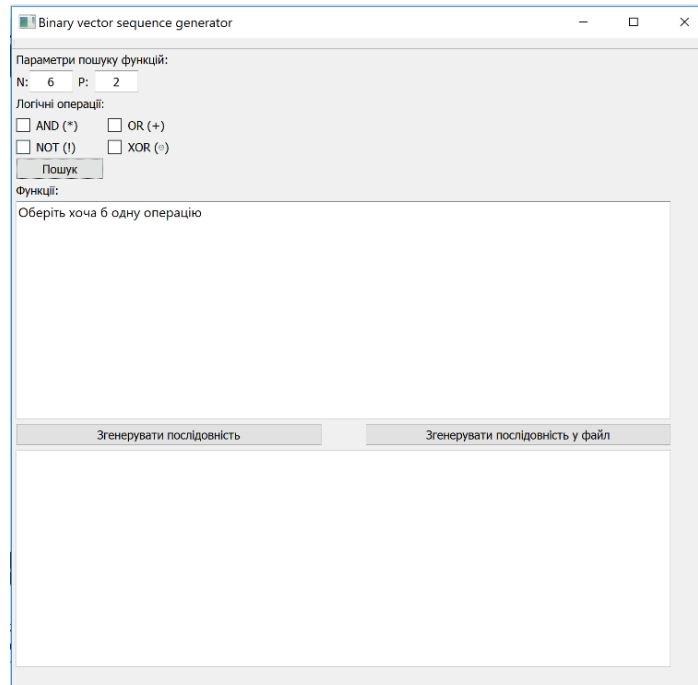 Binary vector sequence generator
Параметри пошуку функцій:
N: 6 P: 2
Логічні операції:
AND (*) OR (+)
NOT (!) XOR (⊕)
Пошук
Функції:
Оберіть хоча б одну операцію
Згенерувати послідовність Згенерувати послідовність у файл